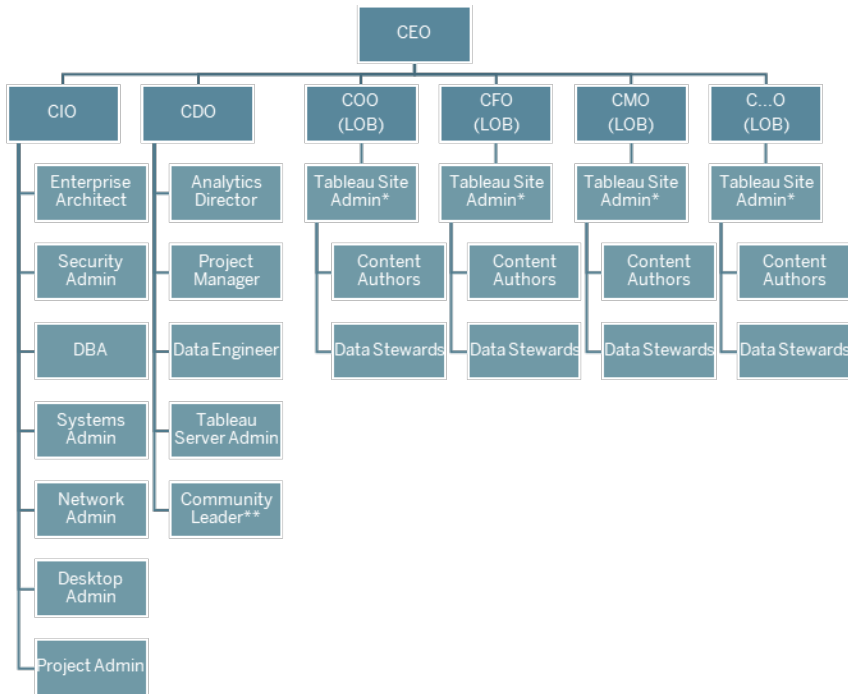 CEO
CIO
CDO
COO
(LOB)
CFO
(LOB)
CMO
(LOB)
C...O
(LOB)
Enterprise
Architect
Security
Admin
DBA
Systems
Admin
Network
Admin
Desktop
Admin
Project Admin
Analytics
Director
Project
Manager
Data Engineer
Tableau
Server Admin
Community
Leader**
Tableau Site
Admin*
Content
Authors
Data Stewards
Tableau Site
Admin*
Content
Authors
Data Stewards
Tableau Site
Admin*
Content
Authors
Data Stewards
Tableau Site
Admin*
Content
Authors
Data Stewards